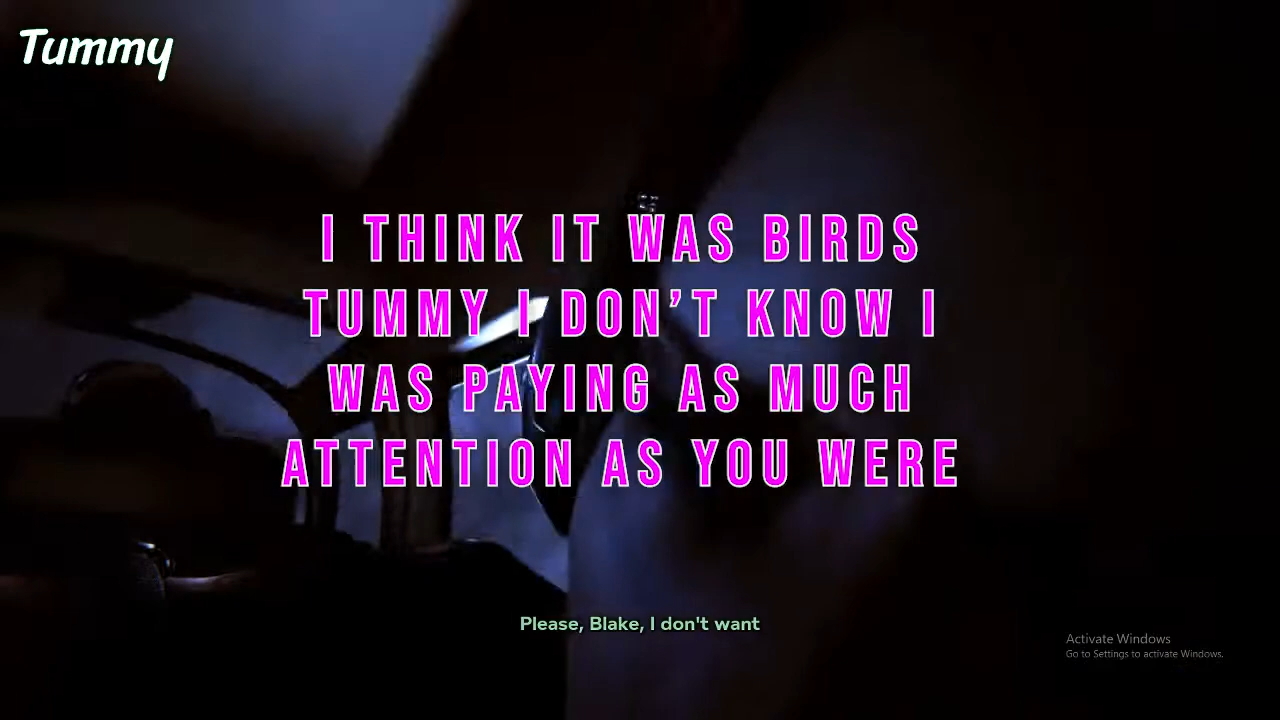 Tummy
I THINK IT WAS BIRDS
TUMMY I DON’T KNOW I
WAS PAYING AS MUCH
ATTENTION AS YOU WERE
Please, Blake, I don't want
Activate Windows
Go to Settings to activate Windows.